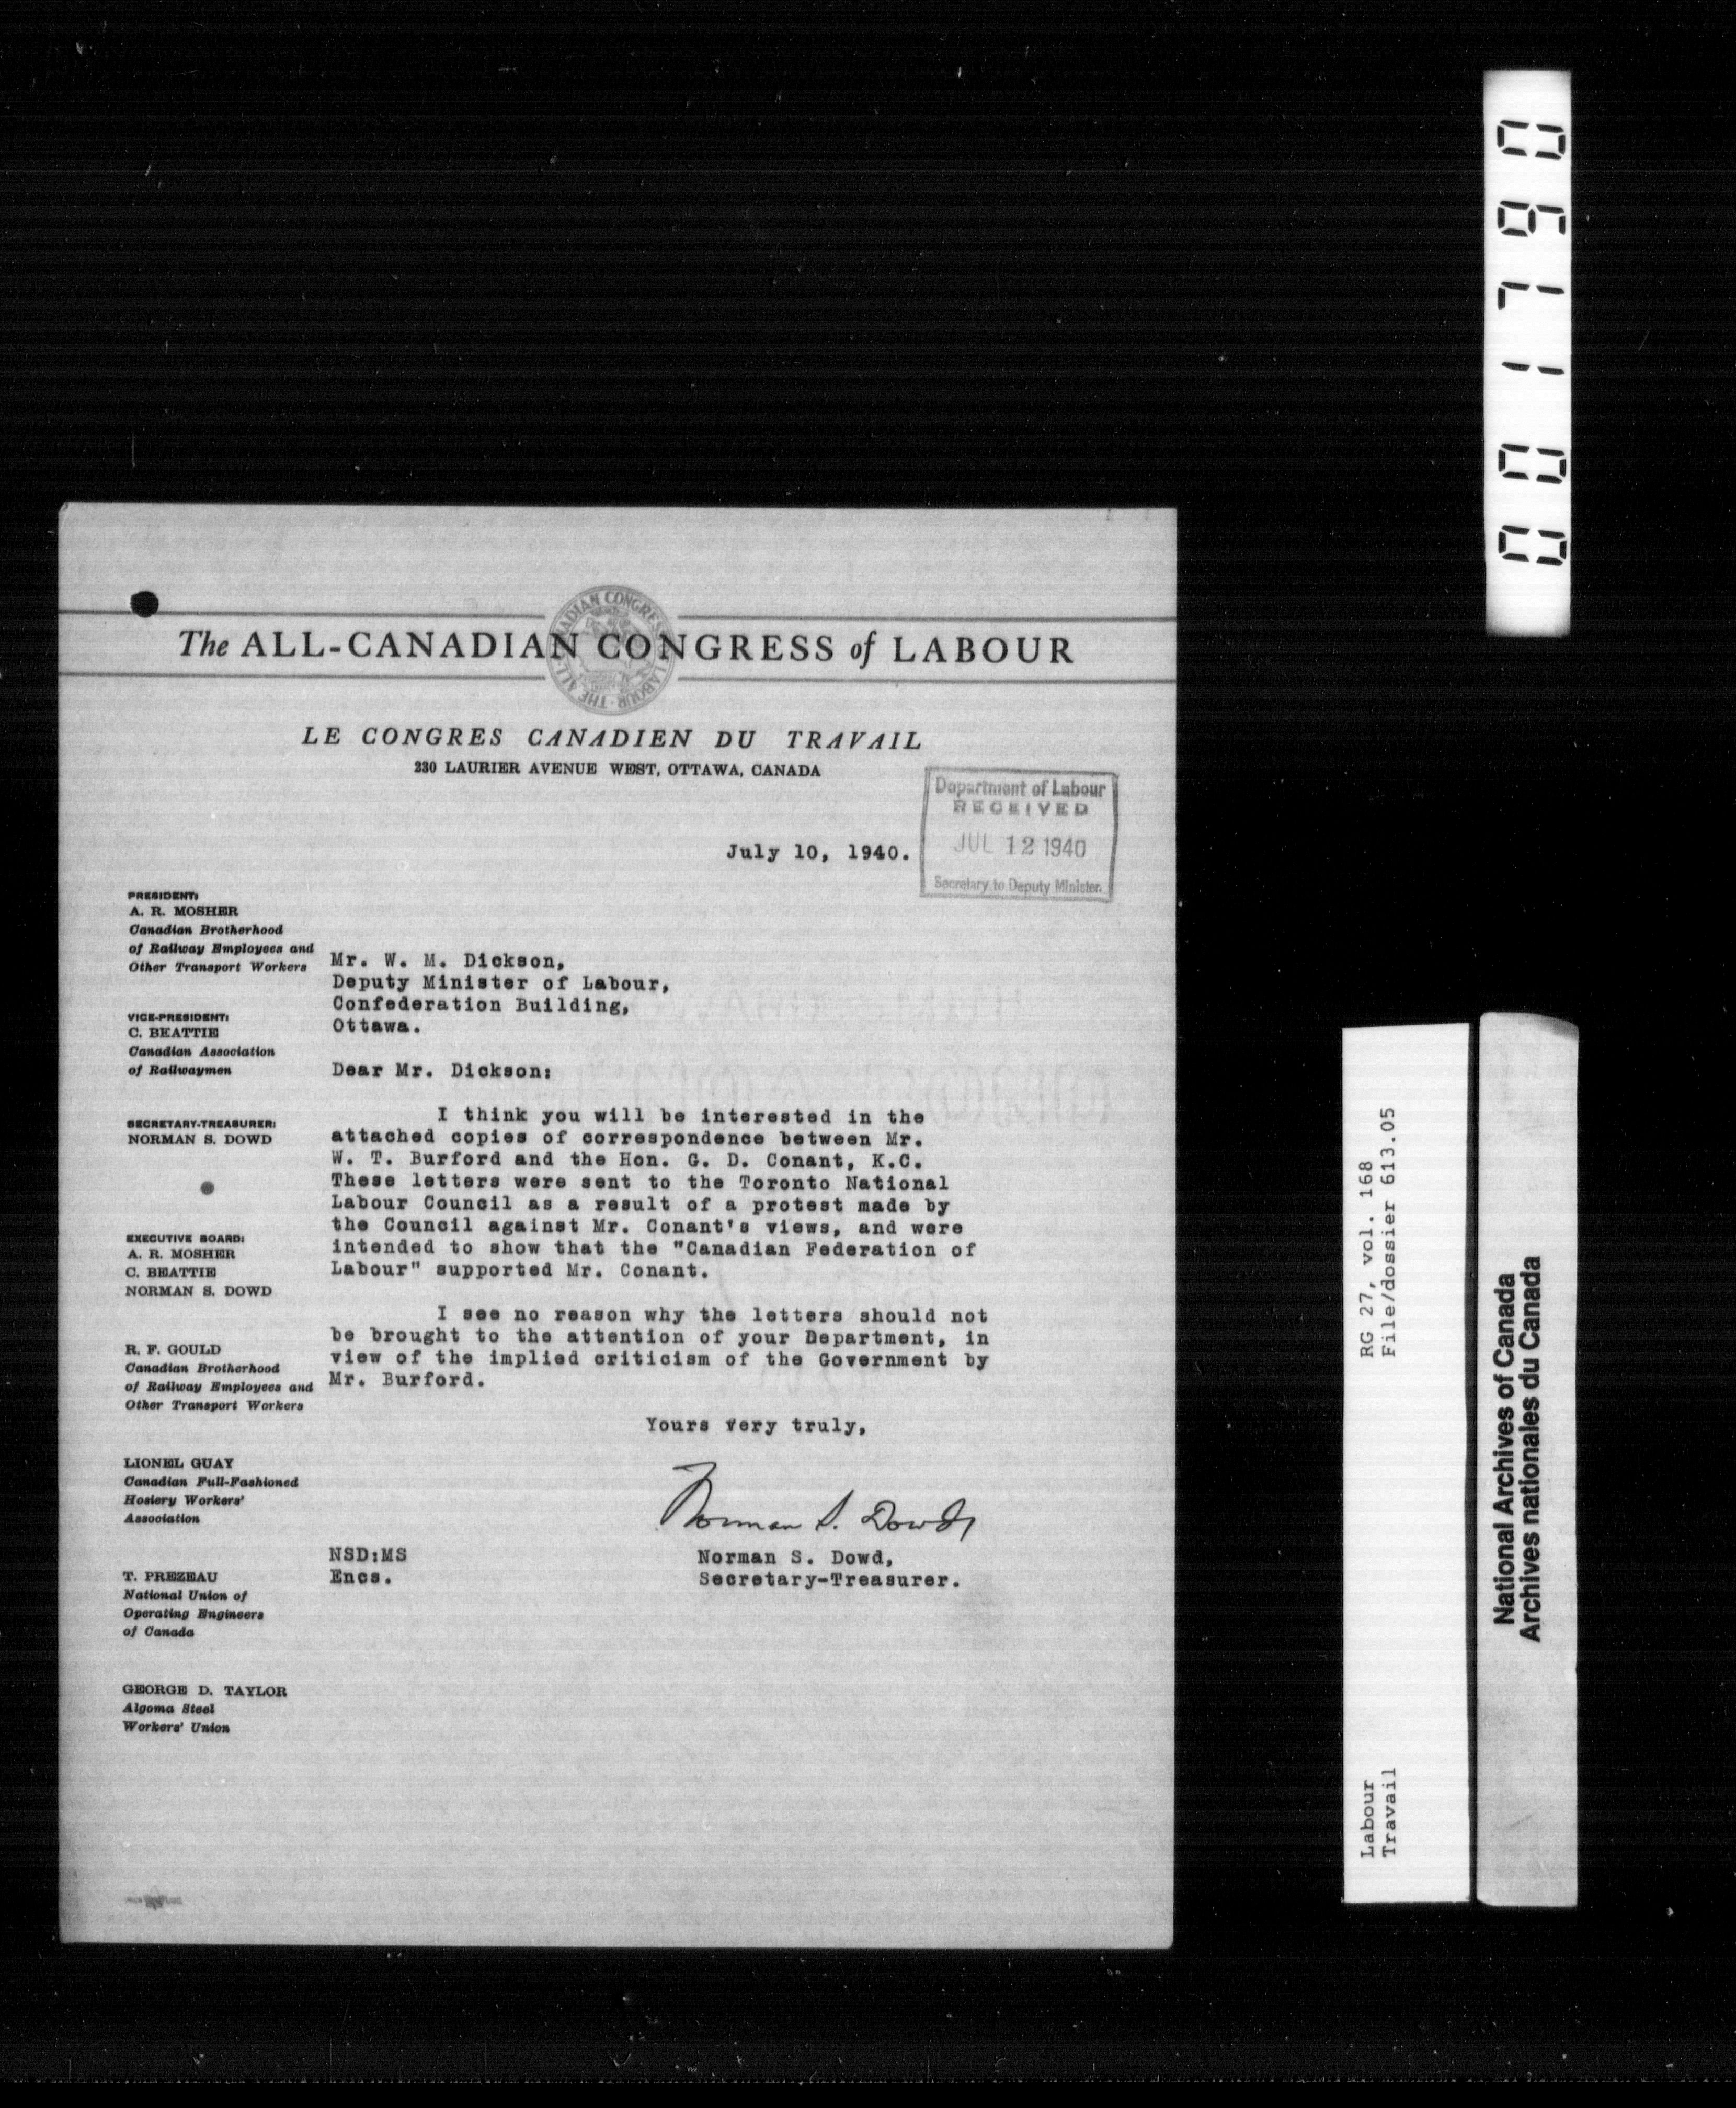 001790
The ALL-CANADIAN CONGRESS of LABOUR
LE CONGRES CANADIEN DU TRAVAIL
230 LAURIER AVENUE WEST, OTTAWA, CANADA
Department of Labour
RECEIVED
JUL 12 1940
Secretary to Deputy Minister
July 10, 1940.
PRESIDENT:
A. R. MOSHER
Canadian Brotherhood
of Railway Employees and
Other Transport Workers
VICE-PRESIDENT:
C. BEATTIE
Canadian Association
of Railwaymen
SECRETARY-TREASURER:
NORMAN S. DOWD
EXECUTIVE BOARD:
A. R. MOSHER
C. BEATTIE
NORMAN S. DOWD
R. F. GOULD
Canadian Brotherhood
of Railway Employees and
Other Transport Workers
LIONEL GUAY
Canadian Full-Fashioned
Hosiery Workers'
Association
T. PREZEAU
National Union of
Operating Engineers
of Canada
GEORGE D. TAYLOR
Algoma Steel
Workers' Union
Mr. W. M. Dickson,
Deputy Minister of Labour,
Confederation Building,
Ottawa.
Dear Mr. Dickson:
I think you will be interested in the
attached copies of correspondence between Mr.
W. T. Burford and the Hon. G. D. Conant, K.C.
These letters were sent to the Toronto National
Labour Council as a result of a protest made by
the Council against Mr. Conant's views, and were
intended to show that the "Canadian Federation of
Labour" supported Mr. Conant.
I see no reason why the letters should not
be brought to the attention of your Department, in
view of the implied criticism of the Government by
Mr. Burford.
Yours very truly,
Norman S. Dowd
Norman S. Dowd,
Secretary-Treasurer.
NSD:MS
Encs.
Labour
Travail
RG 27, vol. 168
File/dossier 613.05
National Archives of Canada
Archives nationales du Canada